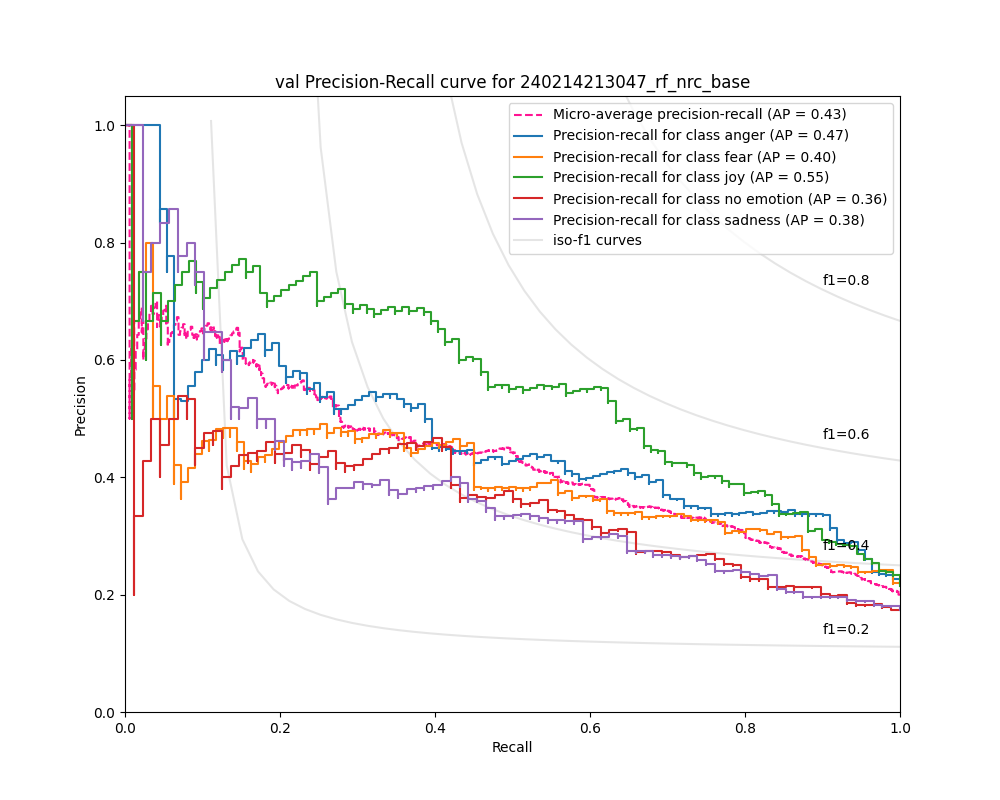 val Precision-Recall curve for 240214213047_rf_nrc_base
Micro-average precision-recall (AP = 0.43)
Precision-recall for class anger (AP = 0.47)
Precision-recall for class fear (AP = 0.40)
Precision-recall for class joy (AP = 0.55)
Precision-recall for class no emotion (AP = 0.36)
Precision-recall for class sadness (AP = 0.38)
iso-f1 curves
f1=0.8
f1=0.6
f1=0.4
f1=0.2
Precision
1.0
0.8
0.6
0.4
0.2
0.0
0.0 0.2 0.4 0.6 0.8 1.0
Recall